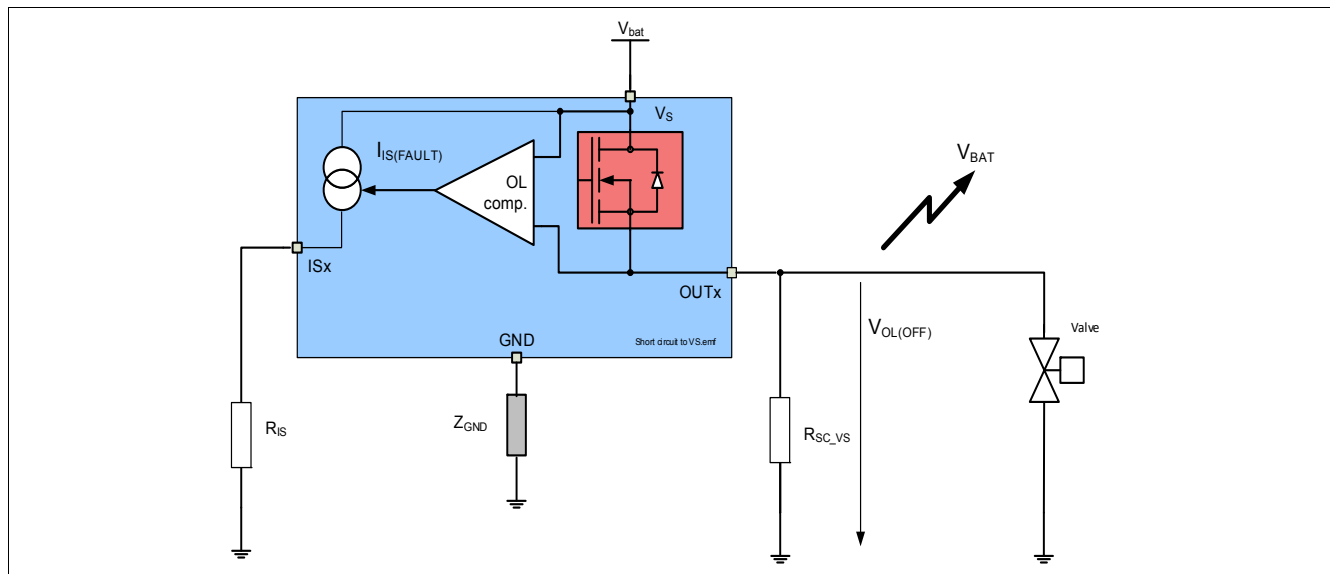 Vbat
VS
IIS(FAULT)
OL
comp.
VBAT
ISx
OUTx
VOL(OFF)
Valve
GND
Short circuit to VS.emf
RIS
ZGND
RSC_VS